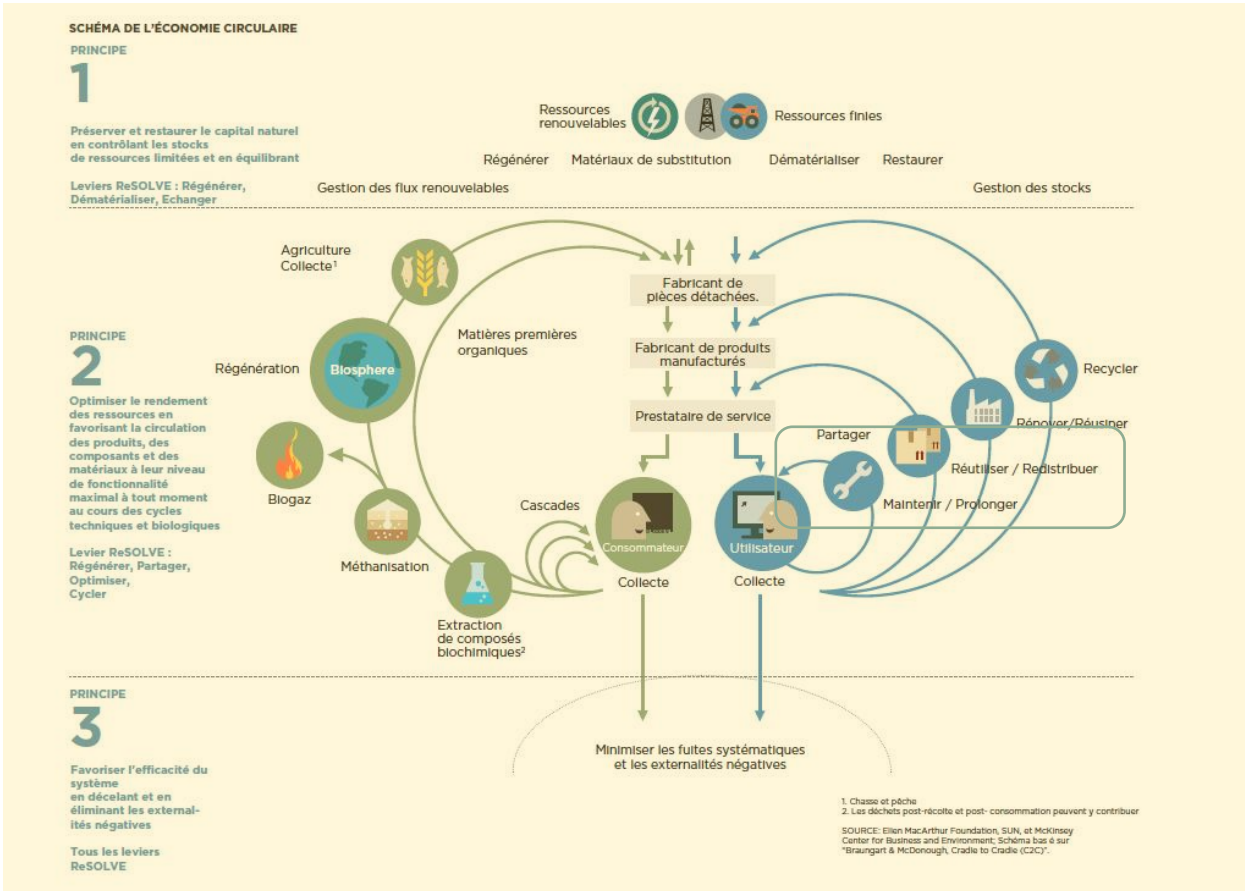 SCHÉMA DE L'ÉCONOMIE CIRCULAIRE
PRINCIPE
1
Préserver et restaurer le capital naturel
en contrôlant les stocks
de ressources limitées et en équilibrant
Leviers ReSOLVE : Régénérer,
Dématérialiser, Echanger
Ressources
renouvelables
Ressources finies
Régénérer
Matériaux de substitution
Dématérialiser
Restaurer
Gestion des flux renouvelables
Gestion des stocks
PRINCIPE
2
Optimiser le rendement
des ressources en
favorisant la circulation
des produits, des
composants et des
matériaux à leur niveau
de fonctionnalité
maximal à tout moment
au cours des cycles
techniques et biologiques
Levier ReSOLVE :
Régénérer, Partager,
Optimiser,
Cycler
Agriculture
Collecte¹
Régénération
Biosphere
Biogaz
Méthanisation
Extraction
de composés
biochimiques²
Matières premières
organiques
Cascades
Fabricant de
pièces détachées.
Fabricant de produits
manufacturés
Prestataire de service
Consommateur
Collecte
Utilisateur
Collecte
Partager
Maintenir / Prolonger
Réutiliser / Redistribuer
Rénover/Réusiner
Recycler
PRINCIPE
3
Favoriser l'efficacité du
système
en décelant et en
éliminant les external-
ités négatives
Tous les leviers
ReSOLVE
Minimiser les fuites systématiques
et les externalités négatives
1. Chasse et pêche
2. Les déchets post-récolte et post- consommation peuvent y contribuer
SOURCE: Ellen MacArthur Foundation, SUN, et McKinsey
Center for Business and Environment; Schéma bas é sur
"Braungart & McDonough, Cradle to Cradle (C2C)".